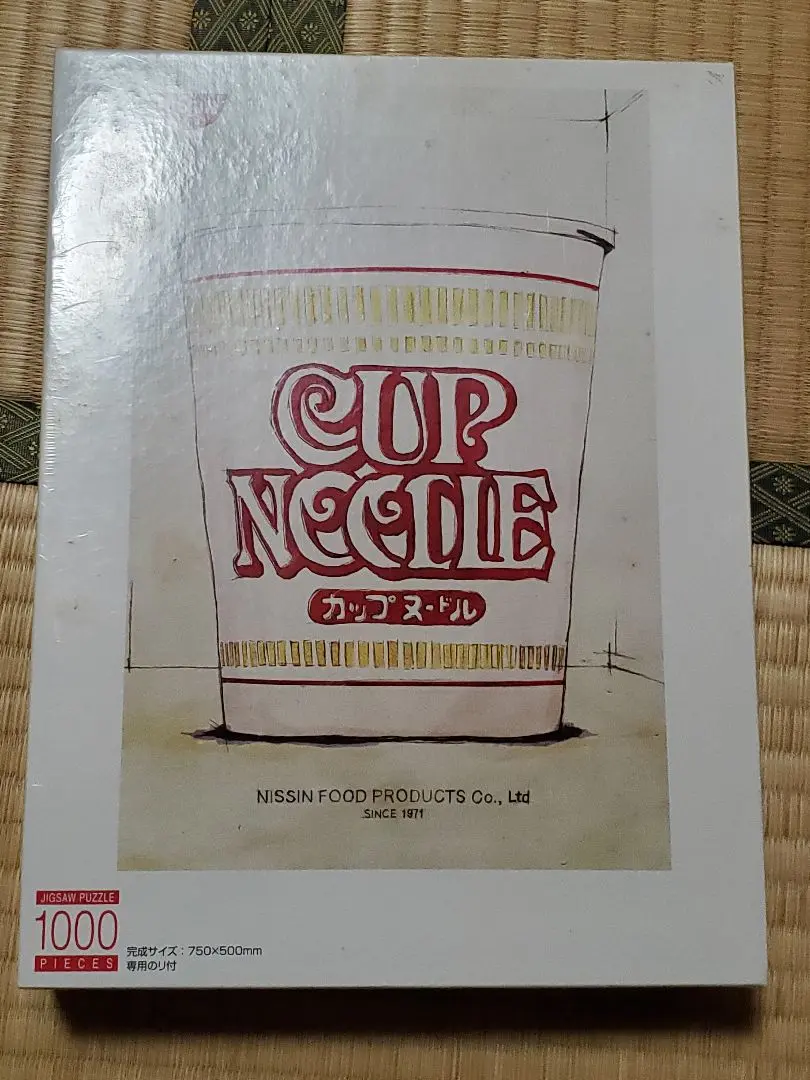 CUP
NOODLE
カップヌードル
NISSIN FOOD PRODUCTS Co., Ltd
SINCE 1971
JIGSAW PUZZLE
1000
PIECES
完成サイズ：750×500mm
専用のり付